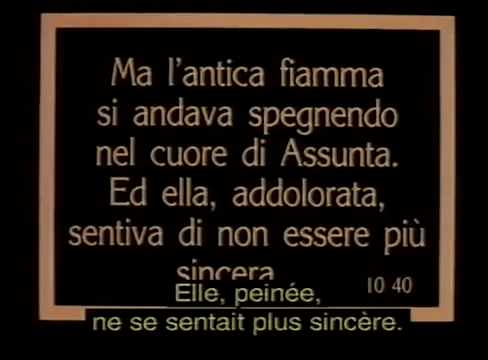 Ma l'antica fiamma
si andava spegnendo
nel cuore di Assunta.
Ed ella, addolorata,
sentiva di non essere più
sincera
10 40
Elle, peinée,
ne se sentait plus sincère.